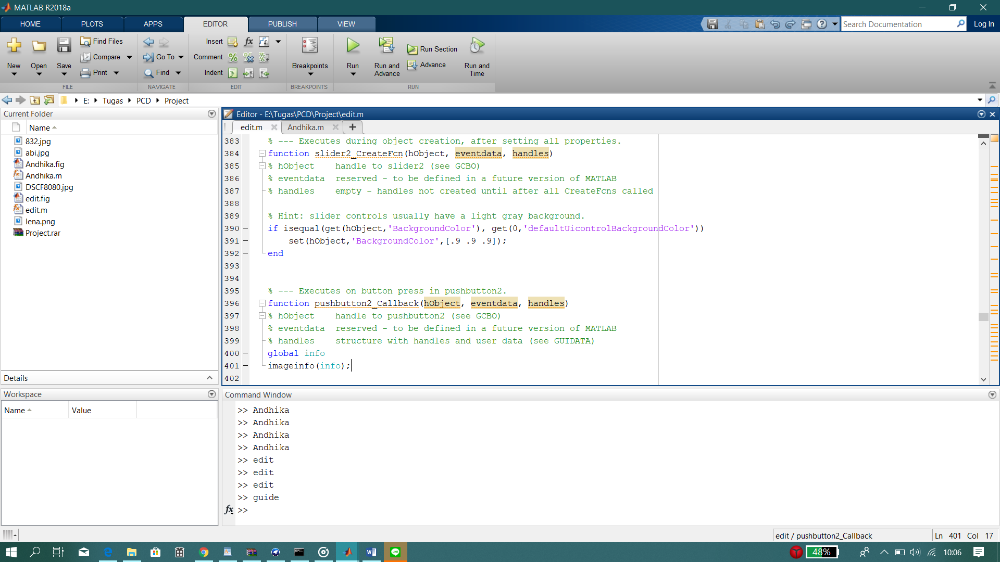 MATLAB R2018a
HOME PLOTS APPS EDITOR PUBLISH VIEW Search Documentation Log In
New Open Save Find Files Compare Print
Go To Find
Insert Comment Indent
Breakpoints
Run Run and Advance Run Section Advance Run and Time
FILE NAVIGATE EDIT BREAKPOINTS RUN
E: Tugas PCD Project
Current Folder
Name
832.jpg
abi.jpg
Andhika.fig
Andhika.m
DSCF8080.jpg
edit.fig
edit.m
lena.png
Project.rar
Details
Workspace
Name Value
Editor - E:\Tugas\PCD\Project\edit.m
edit.m Andhika.m
383 % --- Executes during object creation, after setting all properties.
384 function slider2_CreateFcn(hObject, eventdata, handles)
385 % hObject    handle to slider2 (see GCBO)
386 % eventdata  reserved - to be defined in a future version of MATLAB
387 % handles    empty - handles not created until after all CreateFcns called
388
389 % Hint: slider controls usually have a light gray background.
390 if isequal(get(hObject,'BackgroundColor'), get(0,'defaultUicontrolBackgroundColor'))
391     set(hObject,'BackgroundColor',[.9 .9 .9]);
392 end
393
394
395 % --- Executes on button press in pushbutton2.
396 function pushbutton2_Callback(hObject, eventdata, handles)
397 % hObject    handle to pushbutton2 (see GCBO)
398 % eventdata  reserved - to be defined in a future version of MATLAB
399 % handles    structure with handles and user data (see GUIDATA)
400 global info
401 imageinfo(info);
402
Command Window
>> Andhika
>> Andhika
>> Andhika
>> Andhika
>> edit
>> edit
>> edit
>> guide
fx >>
edit / pushbutton2_Callback Ln 401 Col 17
48% 10:06